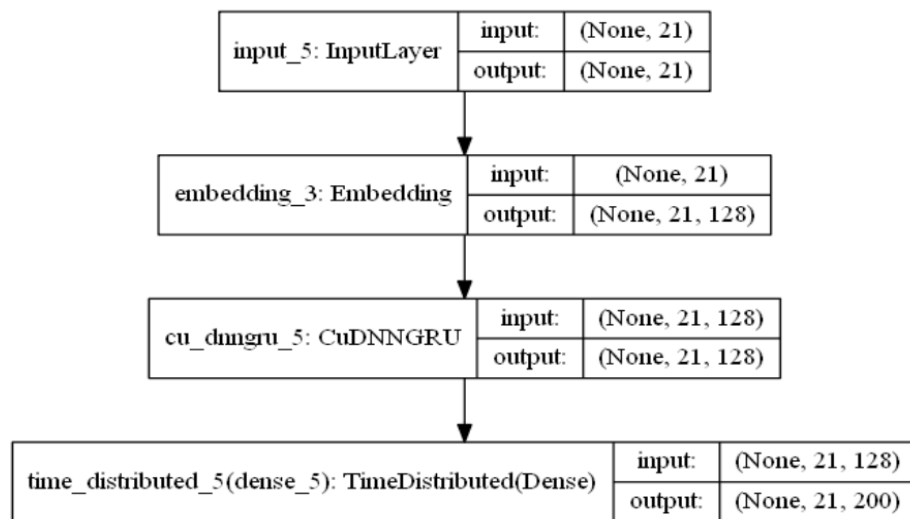 input_5: InputLayer
input: (None, 21)
output: (None, 21)
embedding_3: Embedding
input: (None, 21)
output: (None, 21, 128)
cu_dnngru_5: CuDNNGRU
input: (None, 21, 128)
output: (None, 21, 128)
time_distributed_5(dense_5): TimeDistributed(Dense)
input: (None, 21, 128)
output: (None, 21, 200)